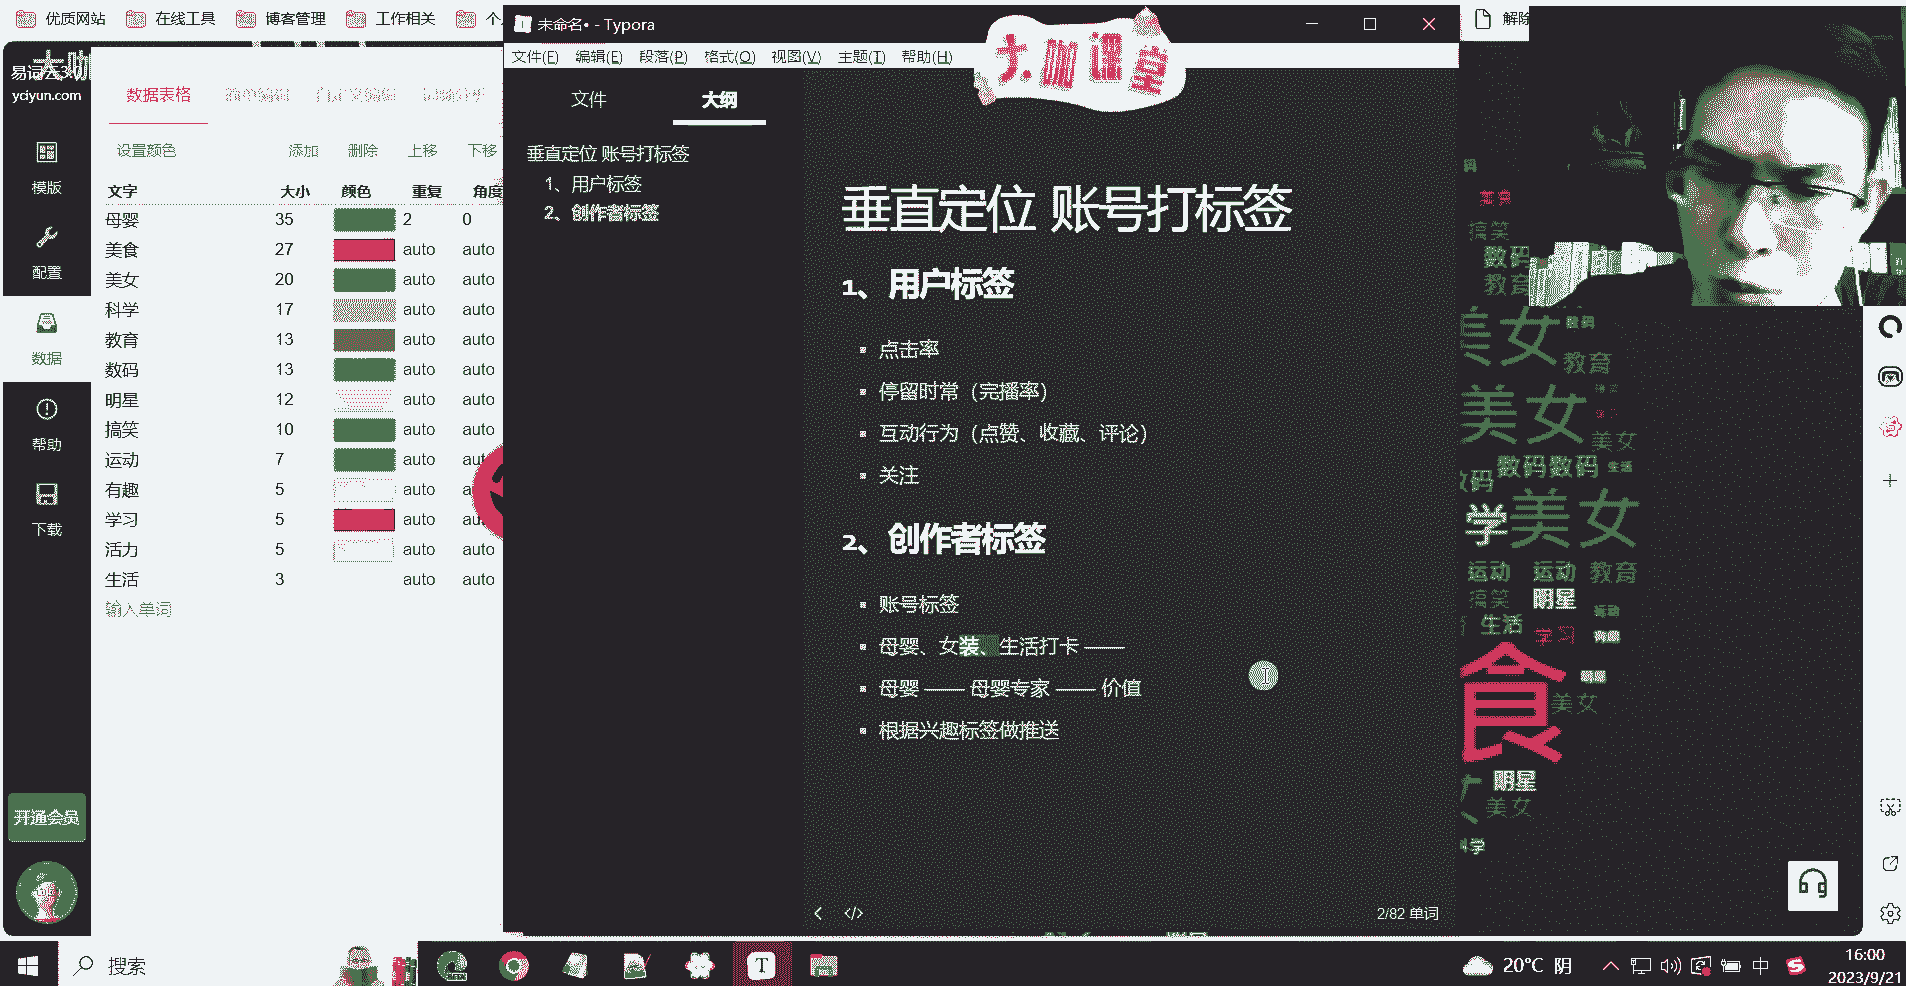 优质网站 在线工具 博客管理 工作相关
未命名• - Typora
解除
文件(F) 编辑(E) 段落(P) 格式(O) 视图(V) 主题(T) 帮助(H)
大咖课堂
yciyun.com
数据表格
文件 大纲
设置颜色 添加 删除 上移 下移
垂直定位 账号打标签
1、用户标签
2、创作者标签
模版
配置
数据
帮助
下载
开通会员
文字 大小 颜色 重复 角度
母婴 35 2 0
美食 27 auto auto
美女 20 auto auto
科学 17 auto auto
教育 13 auto auto
数码 13 auto auto
明星 12 auto auto
搞笑 10 auto auto
运动 7 auto auto
有趣 5 auto
学习 5 auto
活力 5 auto auto
生活 3 auto auto
输入单词
垂直定位 账号打标签
1、用户标签
点击率
停留时常（完播率）
互动行为（点赞、收藏、评论）
关注
2、创作者标签
账号标签
母婴、女装、生活打卡 ——
母婴 —— 母婴专家 —— 价值
根据兴趣标签做推送
2/82 单词
搞笑
数码
教育
美女 数码
教育
美女
美女
数码数码 生活
学 美女
运动 运动 教育
搞笑 明星
生活 学习
食
美女
明星
美女
搜索
20°C 阴
中
16:00
2023/9/21